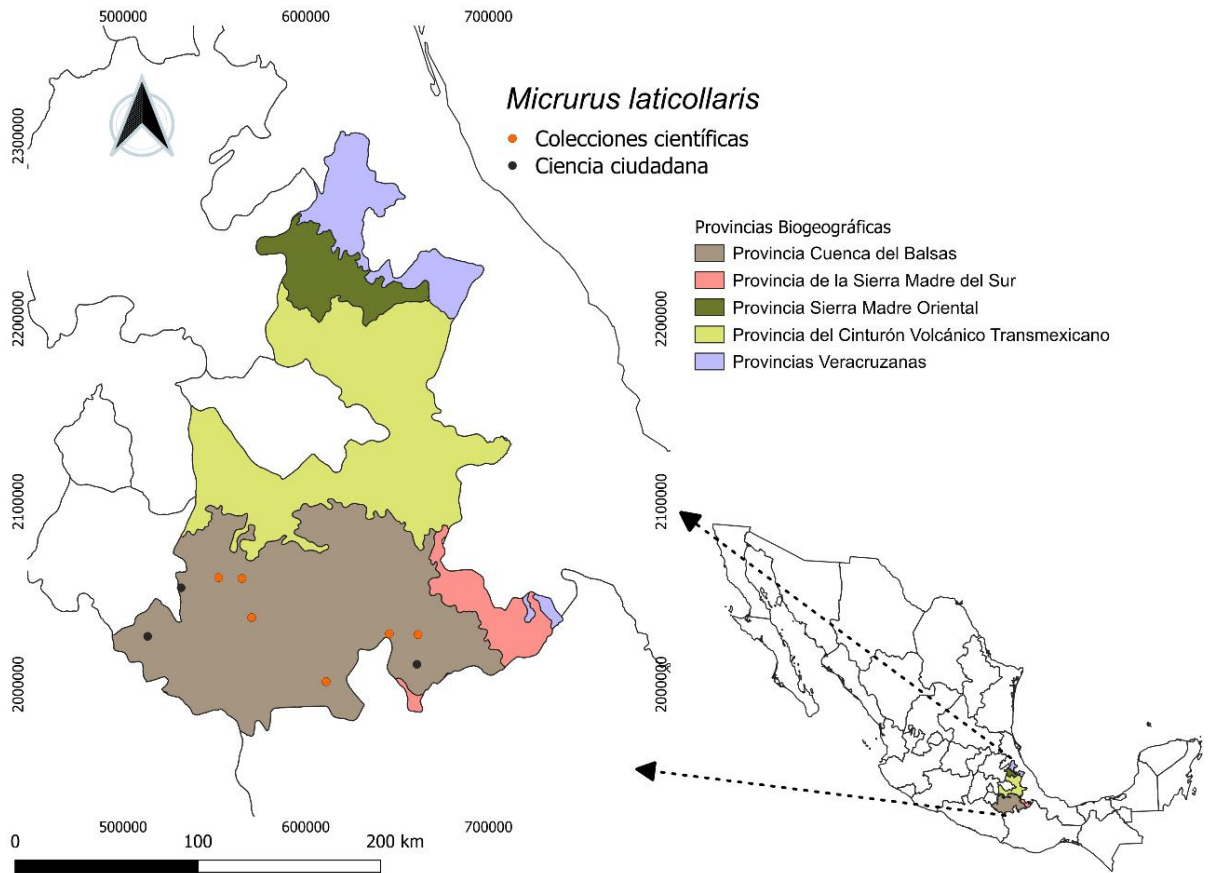 500000 600000 700000
Micrurus laticollaris
Colecciones científicas
Ciencia ciudadana
2300000
Provincias Biogeográficas
Provincia Cuenca del Balsas
Provincia de la Sierra Madre del Sur
Provincia Sierra Madre Oriental
Provincia del Cinturón Volcánico Transmexicano
Provincias Veracruzanas
2200000 2200000
2100000 2100000
2000000 2000000
500000 600000 700000
0 100 200 km